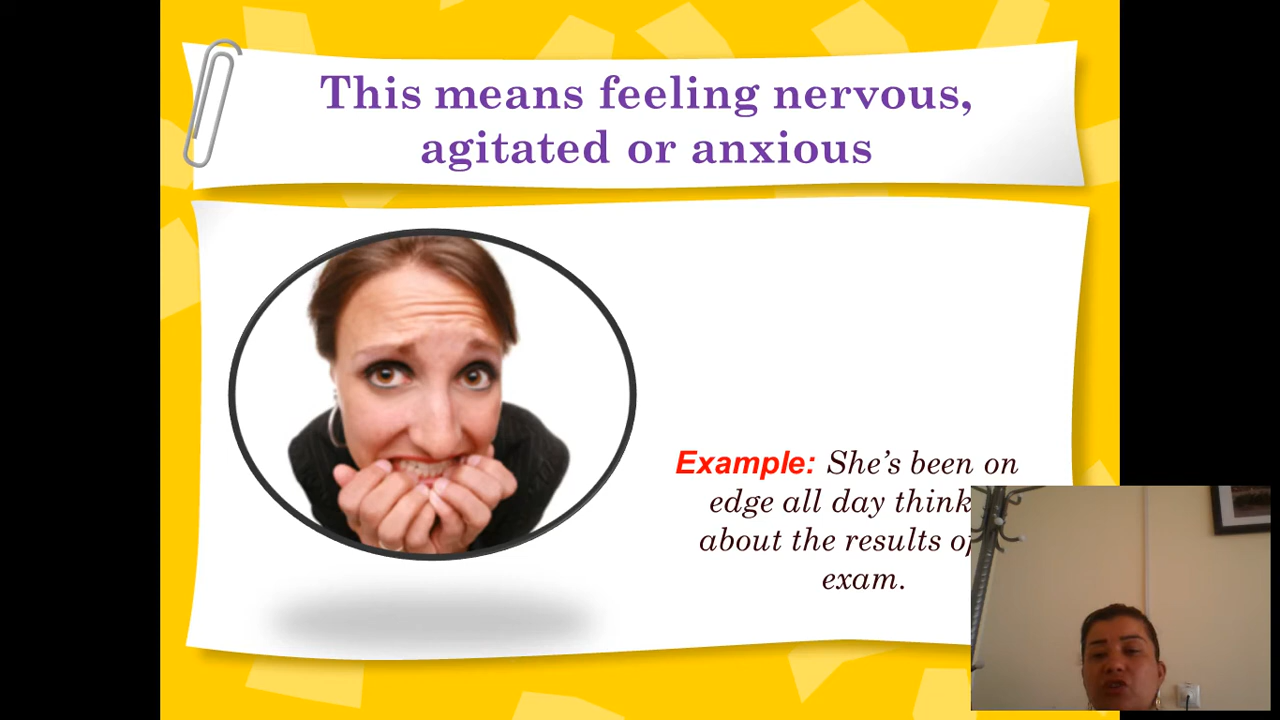 This means feeling nervous,
agitated or anxious
Example: She's been on
edge all day think
about the results
exam.